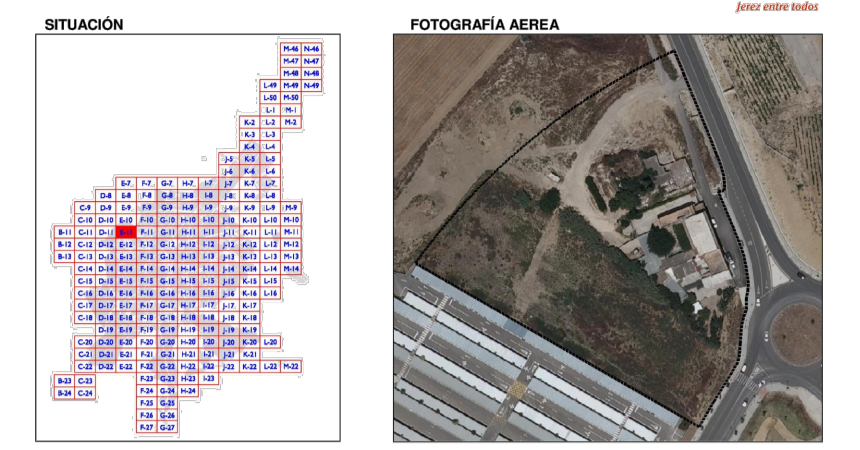 Jerez entre todos
SITUACIÓN
FOTOGRAFÍA AEREA
M-46 N-46
M-47 N-47
M-48 N-48
L-49 M-49 N-49
L-50 M-50
L-1 M-1
K-2 L-2 M-2
K-3 L-3
K-4 L-4
J-5 K-5 L-5
J-6 K-6 L-6
E-7 F-7 G-7 H-7 I-7 J-7 K-7 L-7
D-8 E-8 F-8 G-8 H-8 I-8 J-8 K-8 L-8
C-9 D-9 E-9 F-9 G-9 H-9 I-9 J-9 K-9 L-9 M-9
C-10 D-10 E-10 F-10 G-10 H-10 I-10 J-10 K-10 L-10 M-10
B-11 C-11 D-11 E-11 F-11 G-11 H-11 I-11 J-11 K-11 L-11 M-11
B-12 C-12 D-12 E-12 F-12 G-12 H-12 I-12 J-12 K-12 L-12 M-12
B-13 C-13 D-13 E-13 F-13 G-13 H-13 I-13 J-13 K-13 L-13 M-13
C-14 D-14 E-14 F-14 G-14 H-14 I-14 J-14 K-14 L-14 M-14
C-15 D-15 E-15 F-15 G-15 H-15 I-15 J-15 K-15 L-15
C-16 D-16 E-16 F-16 G-16 H-16 I-16 J-16 K-16 L-16
C-17 D-17 E-17 F-17 G-17 H-17 I-17 J-17 K-17
C-18 D-18 E-18 F-18 G-18 H-18 I-18 J-18 K-18
D-19 E-19 F-19 G-19 H-19 I-19 J-19 K-19
C-20 D-20 E-20 F-20 G-20 H-20 I-20 J-20 K-20 L-20
C-21 D-21 E-21 F-21 G-21 H-21 I-21 J-21 K-21
C-22 D-22 E-22 F-22 G-22 H-22 I-22 J-22 K-22 L-22 M-22
B-23 C-23 F-23 G-23 H-23 I-23
B-24 C-24 F-24 G-24 H-24
F-25 G-25
F-26 G-26
F-27 G-27